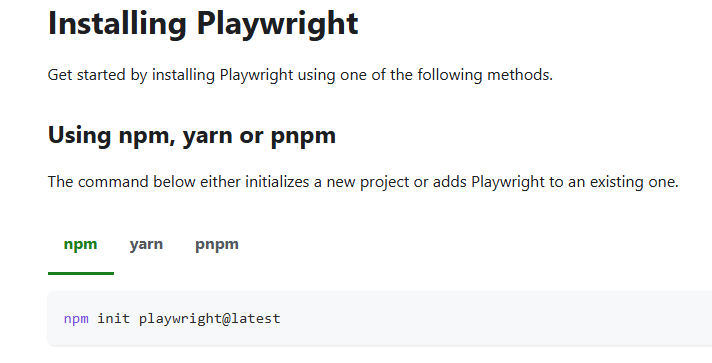 Installing Playwright
Get started by installing Playwright using one of the following methods.
Using npm, yarn or pnpm
The command below either initializes a new project or adds Playwright to an existing one.
npm yarn pnpm
npm init playwright@latest